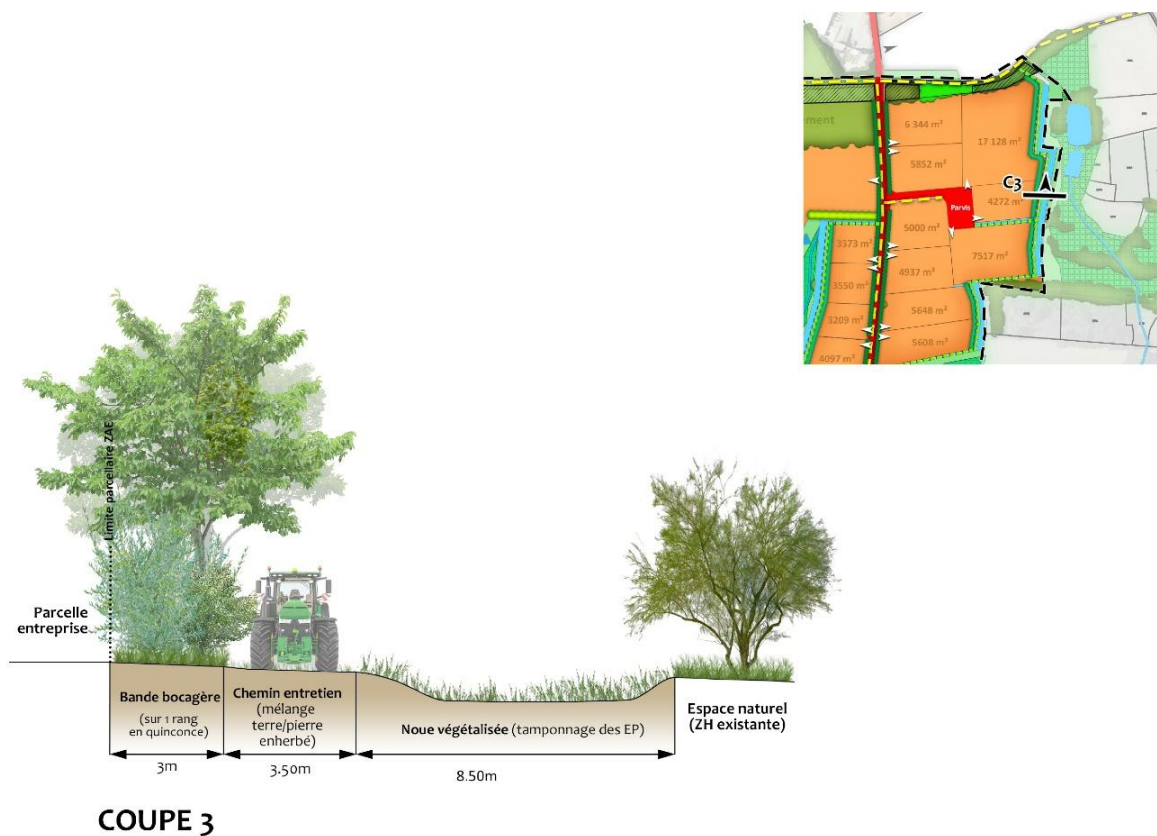 ement
6 344 m²
17 128 m²
5852 m²
C3
4272 m²
Parvis
5000 m²
3373 m²
7517 m²
4937 m²
3550 m²
5648 m²
3209 m²
5608 m²
4097 m²
Limite parcellaire ZAE
Parcelle
entreprise
Bande bocagère
(sur 1 rang
en quinconce)
Chemin entretien
(mélange
terre/pierre
enherbé)
Noue végétalisée (tamponnage des EP)
Espace naturel
(ZH existante)
3m
3.50m
8.50m
COUPE 3